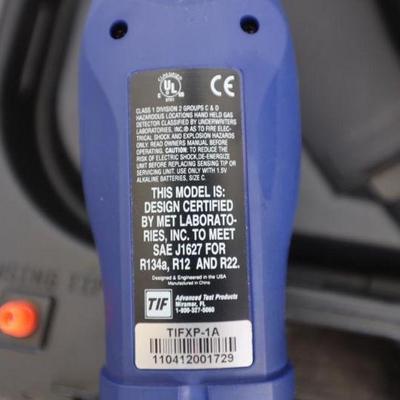 CLASSIFIED
UL
CE
CLASS 1 DIVISION 2 GROUPS C & D
HAZARDOUS LOCATIONS HAND HELD GAS
DETECTOR CLASSIFIED BY UNDERWRITERS
LABORATORIES, INC.® AS TO FIRE ELEC-
TRICAL SHOCK AND EXPLOSION HAZARDS
ONLY. READ OWNERS MANUAL BEFORE
OPERATING. CAUTION: TO REDUCE THE
RISK OF ELECTRIC SHOCK, DE-ENERGIZE
UNIT BEFORE REPLACING SENSING TIP OR
SERVICING UNIT. USE ONLY WITH 1.5V
ALKALINE BATTERIES, SIZE C.
THIS MODEL IS:
DESIGN CERTIFIED
BY MET LABORATO-
RIES, INC. TO MEET
SAE J1627 FOR
R134a, R12 AND R22.
Designed & Engineered in the USA
Manufactured in China
TIF
Advanced Test Products
Miramar, FL
1-800-327-5060
TIFXP-1A
110412001729